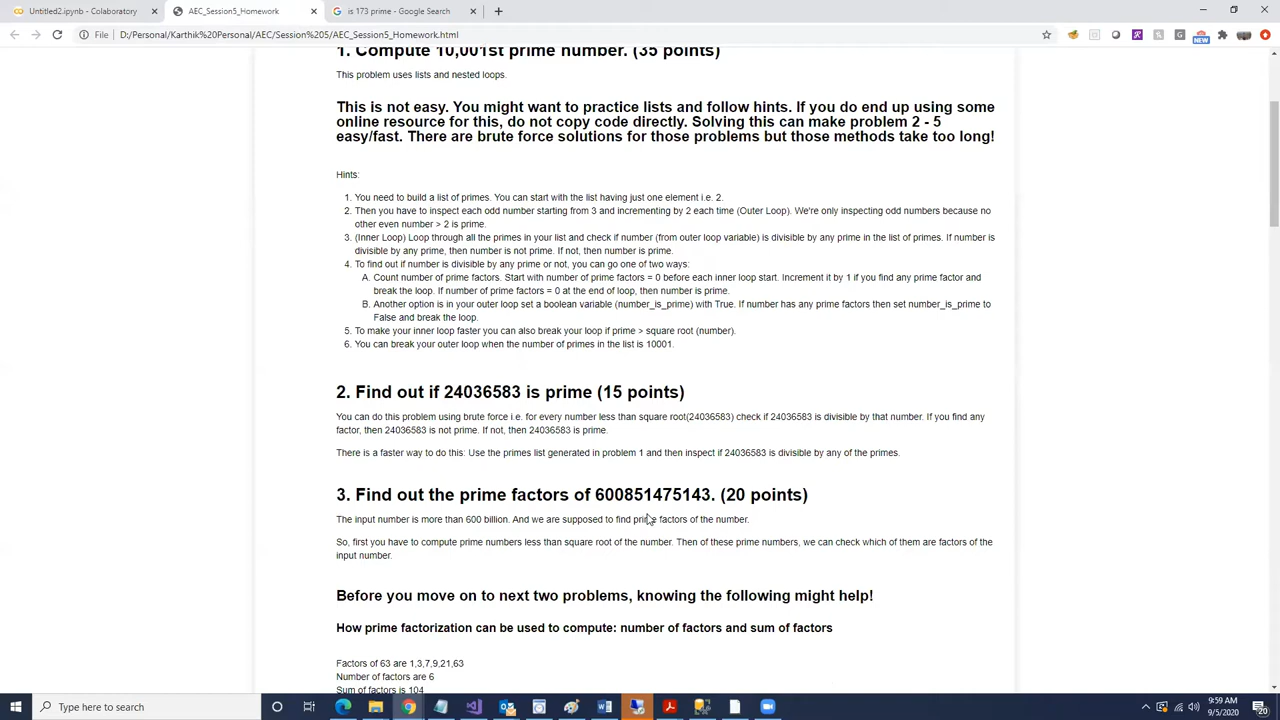 Untitled2.ipynb - Colaboratory
AEC_Session5_Homework
is 173 prime - Google Search
File
D:/Personal/Karthik%20Personal/AEC/Session%205/AEC_Session5_Homework.html
NEW
1. Compute 10,001st prime number. (35 points)
This problem uses lists and nested loops.
This is not easy. You might want to practice lists and follow hints. If you do end up using some
online resource for this, do not copy code directly. Solving this can make problem 2 - 5
easy/fast. There are brute force solutions for those problems but those methods take too long!
Hints:
1. You need to build a list of primes. You can start with the list having just one element i.e. 2.
2. Then you have to inspect each odd number starting from 3 and incrementing by 2 each time (Outer Loop). We're only inspecting odd numbers because no
other even number > 2 is prime.
3. (Inner Loop) Loop through all the primes in your list and check if number (from outer loop variable) is divisible by any prime in the list of primes. If number is
divisible by any prime, then number is not prime. If not, then number is prime.
4. To find out if number is divisible by any prime or not, you can go one of two ways:
A. Count number of prime factors. Start with number of prime factors = 0 before each inner loop start. Increment it by 1 if you find any prime factor and
break the loop. If number of prime factors = 0 at the end of loop, then number is prime.
B. Another option is in your outer loop set a boolean variable (number_is_prime) with True. If number has any prime factors then set number_is_prime to
False and break the loop.
5. To make your inner loop faster you can also break your loop if prime > square root (number).
6. You can break your outer loop when the number of primes in the list is 10001.
2. Find out if 24036583 is prime (15 points)
You can do this problem using brute force i.e. for every number less than square root(24036583) check if 24036583 is divisible by that number. If you find any
factor, then 24036583 is not prime. If not, then 24036583 is prime.
There is a faster way to do this: Use the primes list generated in problem 1 and then inspect if 24036583 is divisible by any of the primes.
3. Find out the prime factors of 600851475143. (20 points)
The input number is more than 600 billion. And we are supposed to find prime factors of the number.
So, first you have to compute prime numbers less than square root of the number. Then of these prime numbers, we can check which of them are factors of the
input number.
Before you move on to next two problems, knowing the following might help!
How prime factorization can be used to compute: number of factors and sum of factors
Factors of 63 are 1,3,7,9,21,63
Number of factors are 6
Sum of factors is 104
Type here to search
9:59 AM
9/5/2020
20